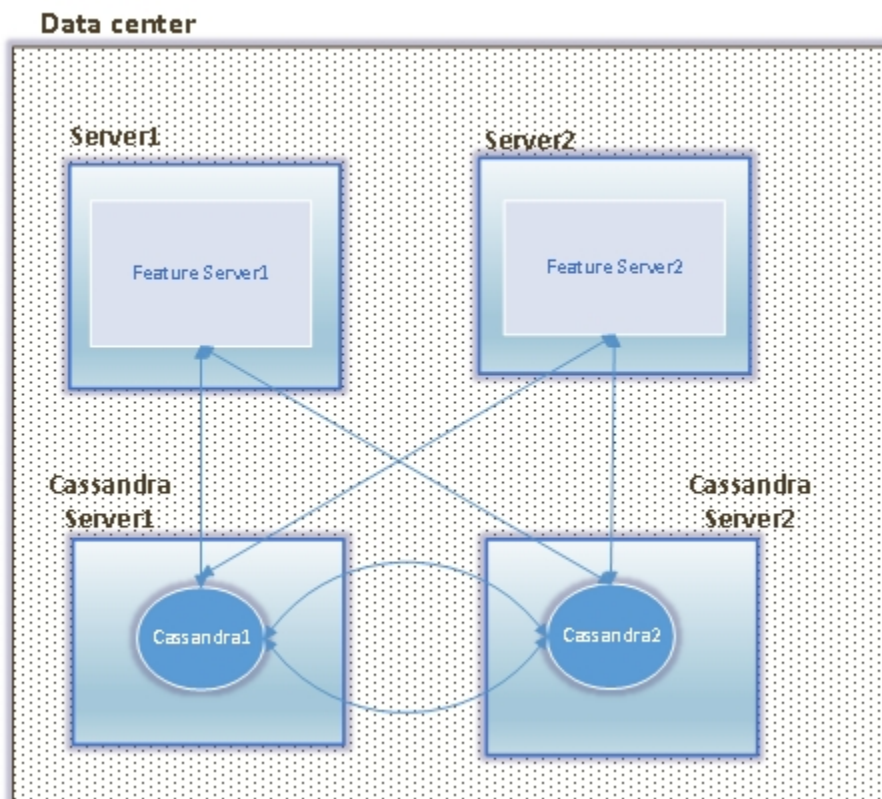 Data center
Server1
Server2
Feature Server1
Feature Server2
Cassandra
Server1
Cassandra
Server2
Cassandra1
Cassandra2